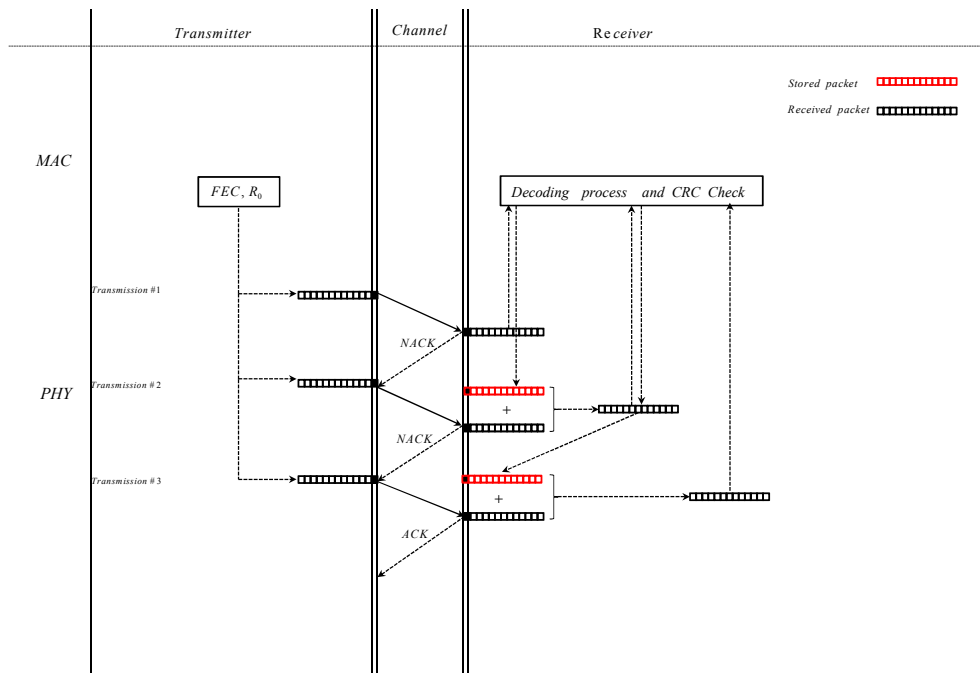 Transmitter
Channel
Receiver
Stored packet
Received packet
MAC
FEC, R0
Decoding process and CRC Check
Transmission #1
NACK
PHY
Transmission #2
+
NACK
Transmission #3
+
ACK